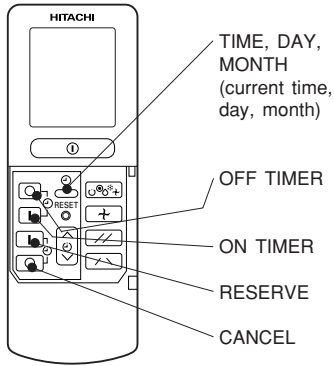 HITACHI
TIME, DAY,
MONTH
(current time,
day, month)
RESET
OFF TIMER
ON TIMER
RESERVE
CANCEL